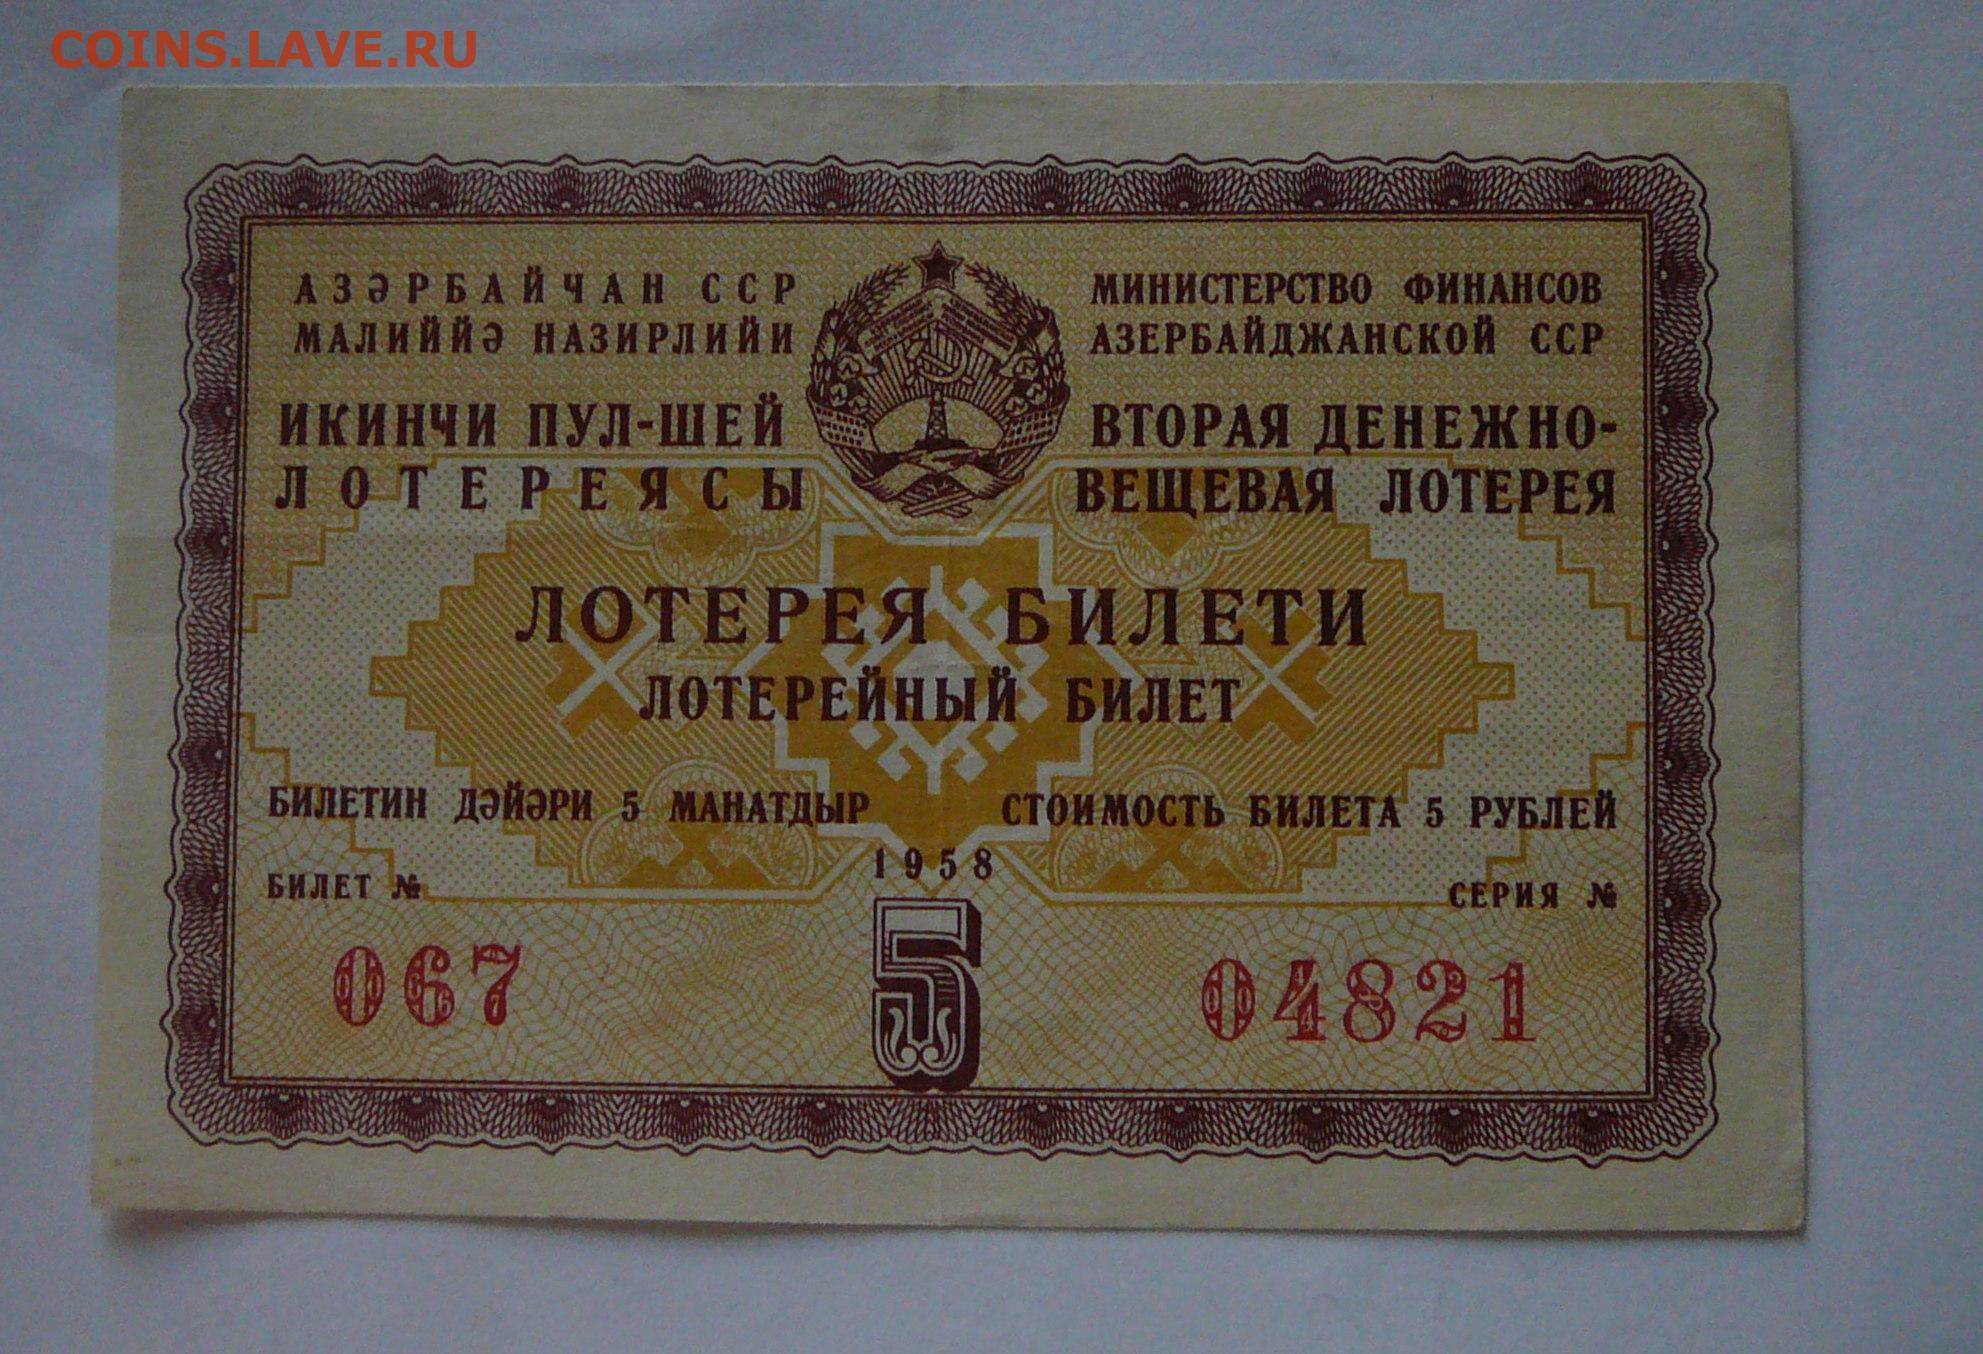 COINS.LAVE.RU
АЗӘРБАЙҸАН ССР
МАЛИЙЙӘ НАЗИРЛИЙИ
ИКИНЧИ ПУЛ-ШЕЙ
ЛОТЕРЕЯСЫ
МИНИСТЕРСТВО ФИНАНСОВ
АЗЕРБАЙДЖАНСКОЙ ССР
ВТОРАЯ ДЕНЕЖНО-
ВЕЩЕВАЯ ЛОТЕРЕЯ
ЛОТЕРЕЯ БИЛЕТИ
ЛОТЕРЕЙНЫЙ БИЛЕТ
БИЛЕТИН ДӘЙӘРИ 5 МАНАТДЫР
СТОИМОСТЬ БИЛЕТА 5 РУБЛЕЙ
1958
БИЛЕТ №
СЕРИЯ №
067
5
04821